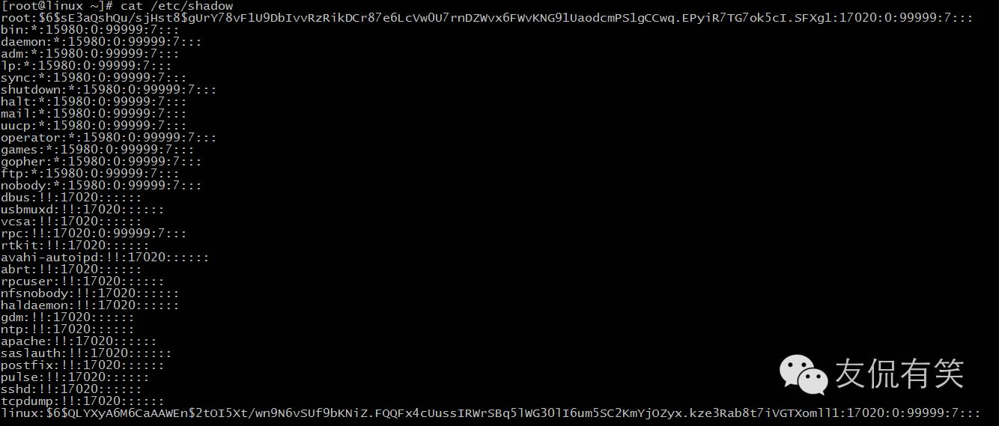 [root@linux ~]# cat /etc/shadow
root:$6$sE3aQshQu/sjHst8$gUrY78vF1U9DbIvvRzRikDCr87e6LcVw0U7rnDZWvx6FWvKNG91UaodcmPS1gCCwq.EPyiR7TG7ok5cI.SFXg1:17020:0:99999:7:::
bin:*:15980:0:99999:7:::
daemon:*:15980:0:99999:7:::
adm:*:15980:0:99999:7:::
lp:*:15980:0:99999:7:::
sync:*:15980:0:99999:7:::
shutdown:*:15980:0:99999:7:::
halt:*:15980:0:99999:7:::
mail:*:15980:0:99999:7:::
uucp:*:15980:0:99999:7:::
operator:*:15980:0:99999:7:::
games:*:15980:0:99999:7:::
gopher:*:15980:0:99999:7:::
ftp:*:15980:0:99999:7:::
nobody:*:15980:0:99999:7:::
dbus:!!:17020::::::
usbmuxd:!!:17020::::::
vcsa:!!:17020::::::
rpc:!!:17020:0:99999:7:::
rtkit:!!:17020::::::
avahi-autoipd:!!:17020::::::
abrt:!!:17020::::::
rpcuser:!!:17020::::::
nfsnobody:!!:17020::::::
haldaemon:!!:17020::::::
gdm:!!:17020::::::
ntp:!!:17020::::::
apache:!!:17020::::::
saslauth:!!:17020::::::
postfix:!!:17020::::::
pulse:!!:17020::::::
sshd:!!:17020::::::
tcpdump:!!:17020::::::
linux:$6$QLYXyA6M6CaAAWEn$2tOI5Xt/wn9N6vSUf9bKNiZ.FQQFx4cUussIRWrSBq5lWG3OlI6um5SC2KmYjOZyx.kze3Rab8t7iVGTXomll1:17020:0:99999:7:::
友侃有笑